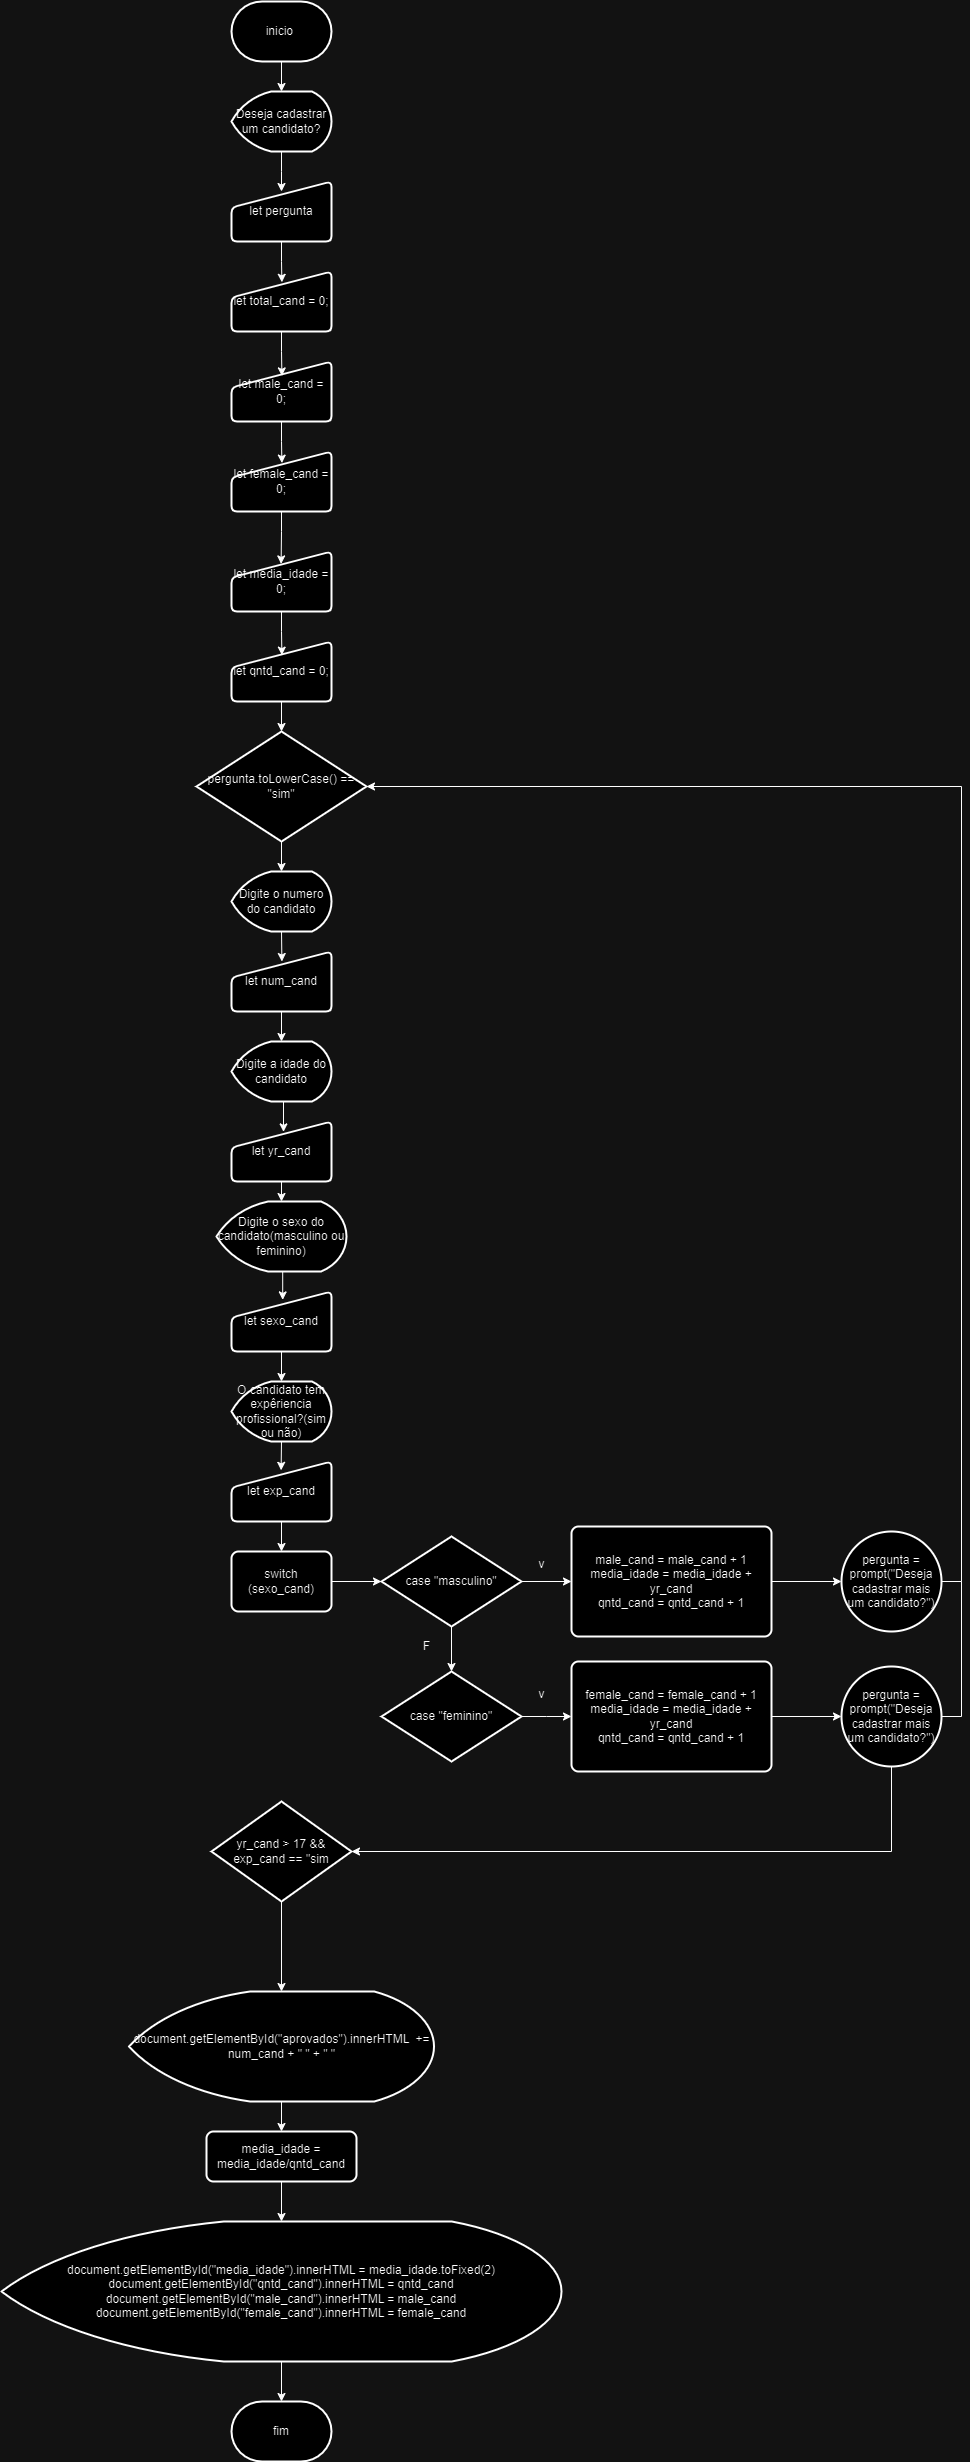 inicio
Deseja cadastrar
um candidato?
let pergunta
let total_cand = 0;
let male_cand =
0;
let female_cand =
0;
let media_idade =
0;
let qntd_cand = 0;
pergunta.toLowerCase() ==
"sim"
Digite o numero
do candidato
let num_cand
Digite a idade do
candidato
let yr_cand
Digite o sexo do
candidato(masculino ou
feminino)
let sexo_cand
O candidato tem
expêriencia
profissional?(sim
ou não)
let exp_cand
switch
(sexo_cand)
case "masculino"
v
male_cand = male_cand + 1
media_idade = media_idade +
yr_cand
qntd_cand = qntd_cand + 1
pergunta =
prompt("Deseja
cadastrar mais
um candidato?")
F
case "feminino"
v
female_cand = female_cand + 1
media_idade = media_idade +
yr_cand
qntd_cand = qntd_cand + 1
pergunta =
prompt("Deseja
cadastrar mais
um candidato?")
yr_cand > 17 &&
exp_cand == "sim
document.getElementById("aprovados").innerHTML +=
num_cand + " " + " "
media_idade =
media_idade/qntd_cand
document.getElementById("media_idade").innerHTML = media_idade.toFixed(2)
document.getElementById("qntd_cand").innerHTML = qntd_cand
document.getElementById("male_cand").innerHTML = male_cand
document.getElementById("female_cand").innerHTML = female_cand
fim